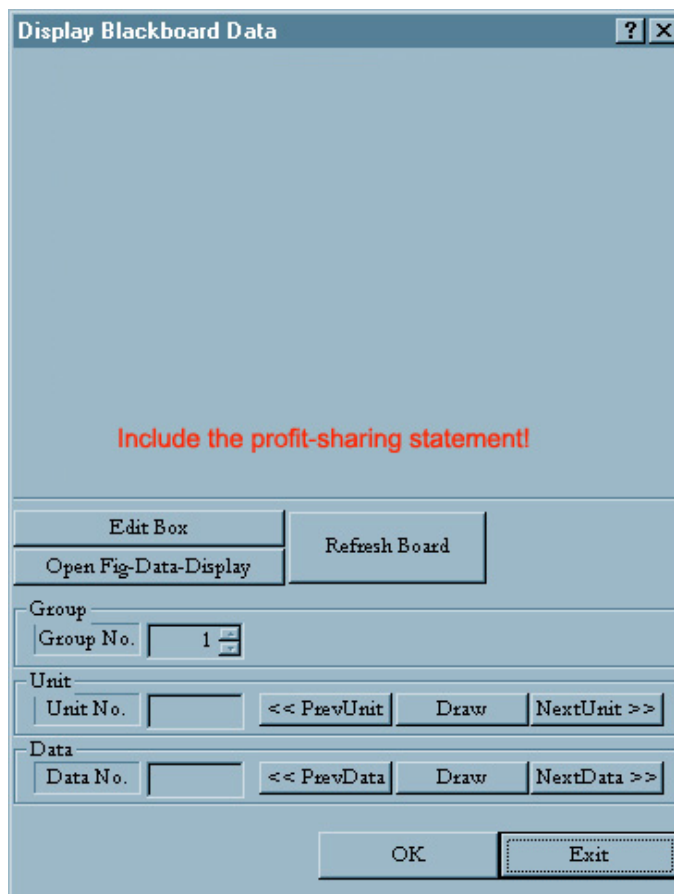 Display Blackboard Data
Include the profit-sharing statement!
Edit Box
Refresh Board
Open Fig-Data-Display
Group
Group No. 1
Unit
Unit No. << PrevUnit Draw NextUnit >>
Data
Data No. << PrevData Draw NextData >>
OK Exit